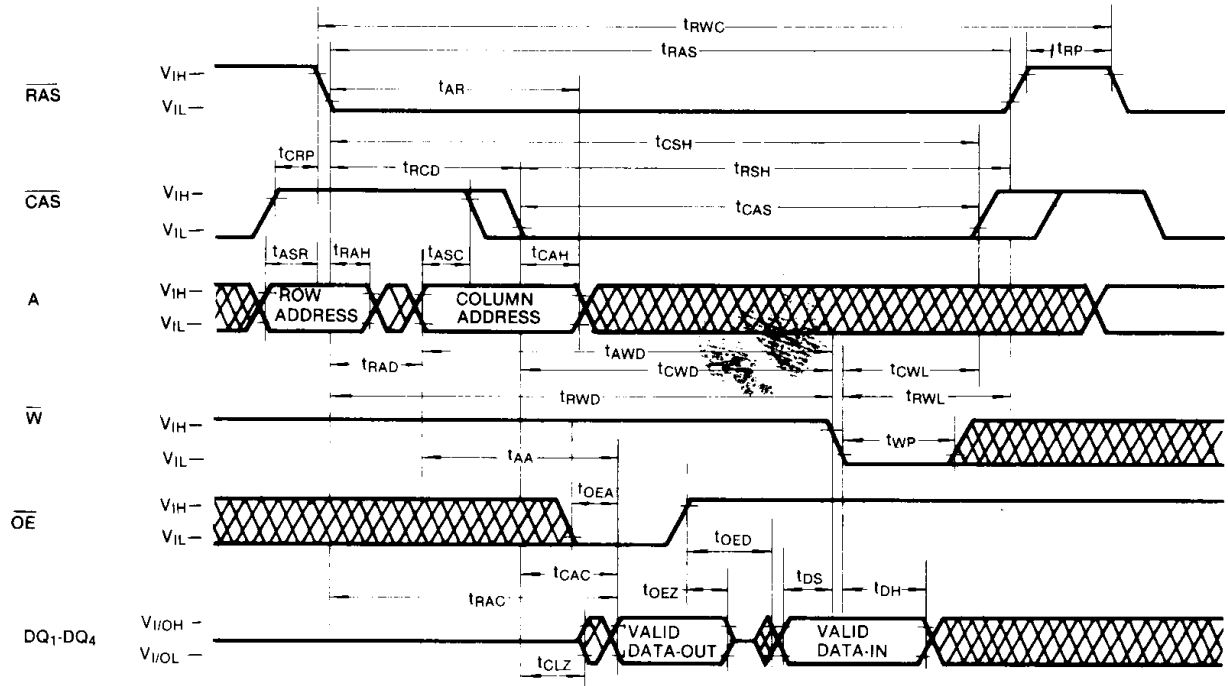 tRWC
tRAS
tRP
RAS
VIH
VIL
tAR
tCSH
tCRP
tRCD
tRSH
CAS
VIH
VIL
tCAS
tASR
tRAH
tASC
tCAH
A
VIH
VIL
ROW
ADDRESS
COLUMN
ADDRESS
tAWD
tRAD
tCWD
tCWL
tRWD
tRWL
W
VIH
VIL
tWP
tAA
tOEA
OE
VIH
VIL
tOED
tCAC
tRAC
tOEZ
tDS
tDH
DQ1-DQ4
VI/OH
VI/OL
VALID
DATA-OUT
VALID
DATA-IN
tCLZ